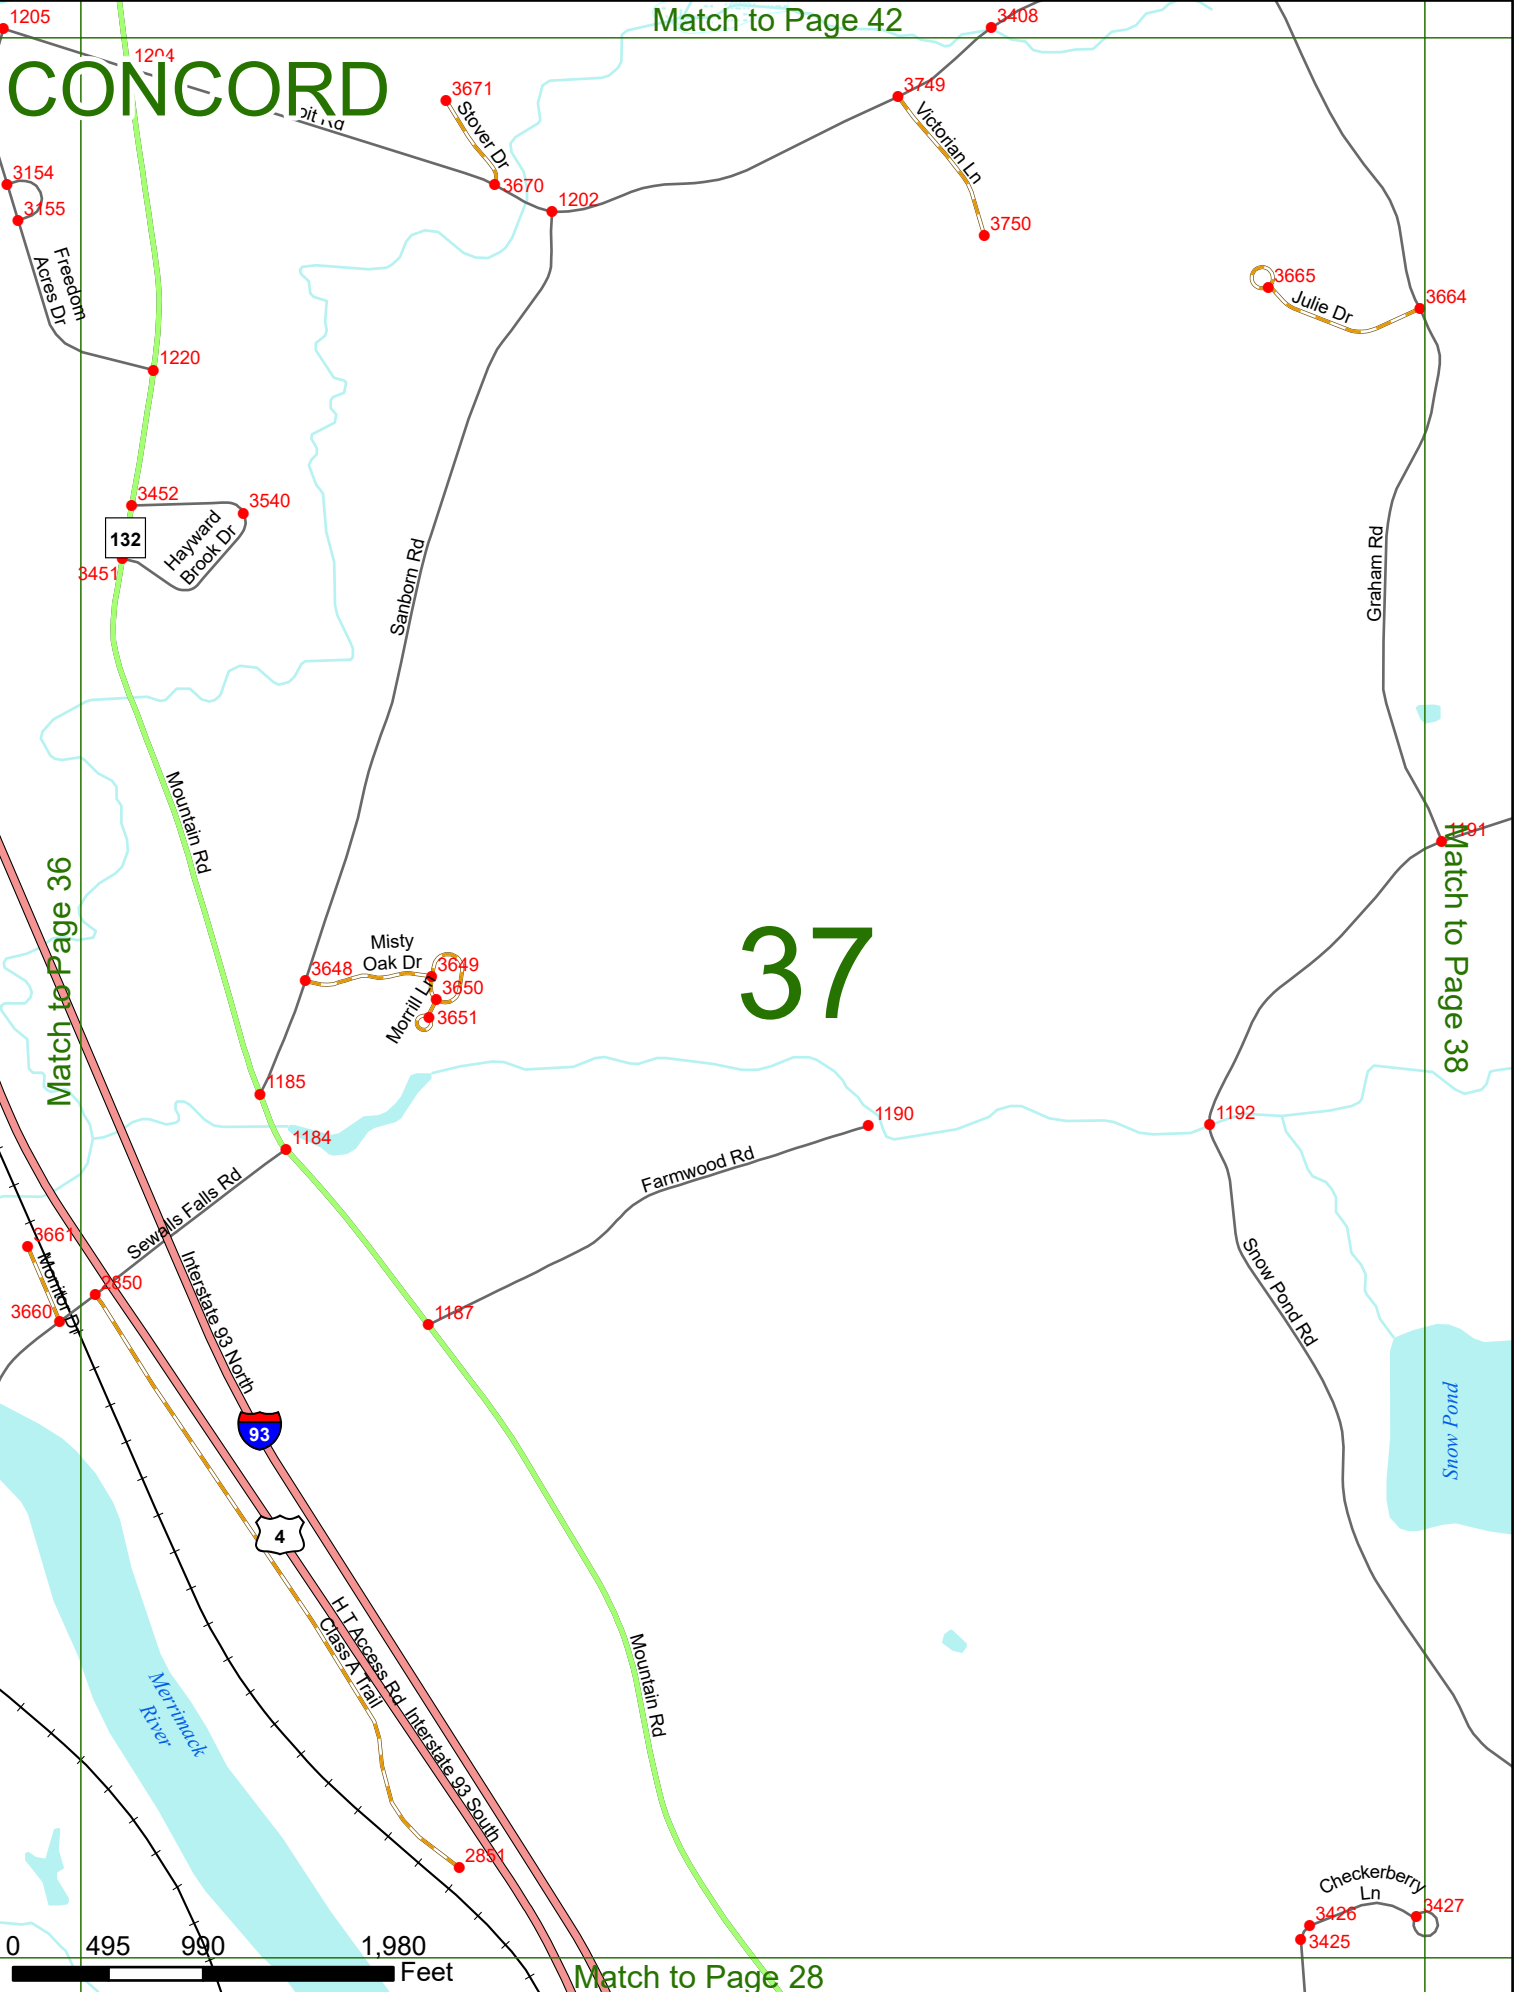 1205
Match to Page 42
3408
1204
CONCORD
3671
3749
Stover Dr
Victorian Ln
3154
3670
1202
3155
3750
Freedom
Acres Dr
3665
Julie Dr
3664
1220
3452
3540
132
Hayward
Brook Dr
3451
Sanborn Rd
Graham Rd
Mountain Rd
1191
Match to Page 36
Match to Page 38
37
Misty
Oak Dr
3648
3649
3650
Morrill Ln
3651
1185
1190
1192
1184
Farmwood Rd
Sewalls Falls Rd
3661
Monitor Dr
2850
3660
Interstate 93 North
1187
Snow Pond Rd
93
Snow Pond
4
H T Access Rd
Class A Trail
Interstate 93 South
Mountain Rd
Merrimack
River
2851
Checkerberry
Ln
3426
3427
3425
0 495 990 1,980
Feet
Match to Page 28